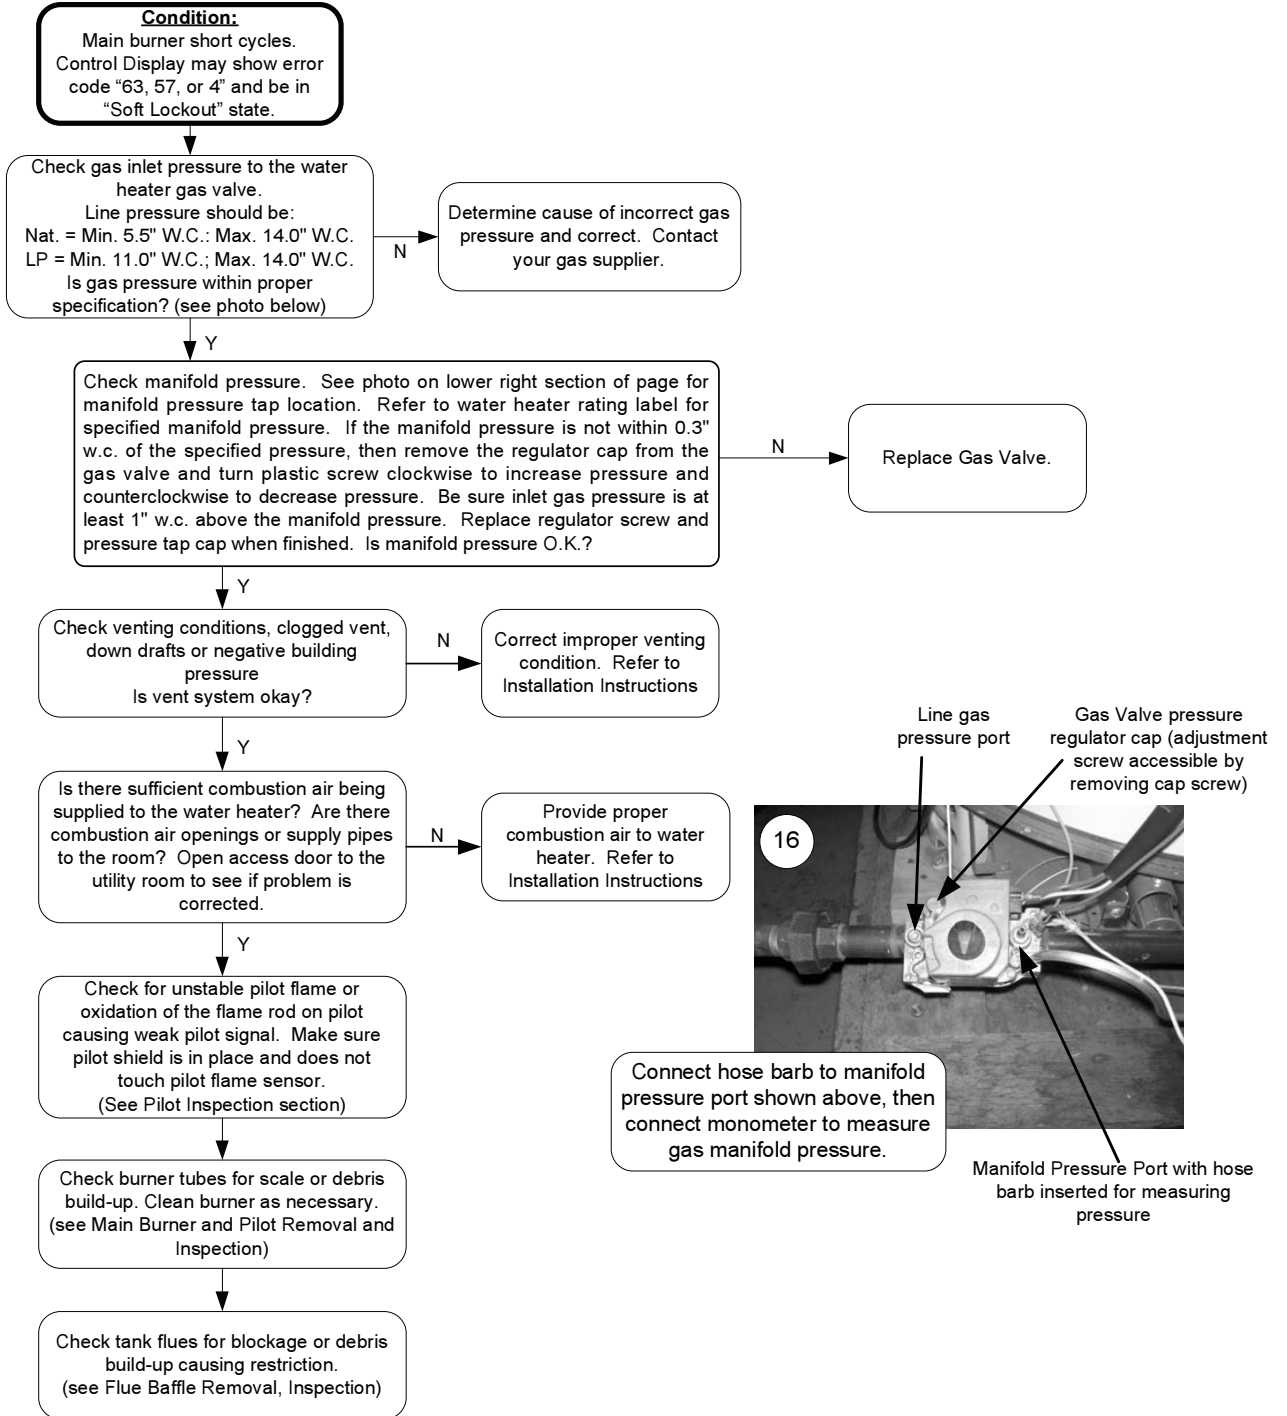 Condition:
Main burner short cycles.
Control Display may show error
code “63, 57, or 4” and be in
“Soft Lockout” state.
Check gas inlet pressure to the water
heater gas valve.
Line pressure should be:
Nat. = Min. 5.5" W.C.: Max. 14.0" W.C.
LP = Min. 11.0" W.C.; Max. 14.0" W.C.
Is gas pressure within proper
specification? (see photo below)
N
Determine cause of incorrect gas
pressure and correct.  Contact
your gas supplier.
Y
Check manifold pressure.  See photo on lower right section of page for
manifold pressure tap location.  Refer to water heater rating label for
specified manifold pressure.  If the manifold pressure is not within 0.3"
w.c. of the specified pressure, then remove the regulator cap from the
gas valve and turn plastic screw clockwise to increase pressure and
counterclockwise to decrease pressure.  Be sure inlet gas pressure is at
least 1" w.c. above the manifold pressure.  Replace regulator screw and
pressure tap cap when finished.  Is manifold pressure O.K.?
N
Replace Gas Valve.
Y
Check venting conditions, clogged vent,
down drafts or negative building
pressure
Is vent system okay?
N
Correct improper venting
condition.  Refer to
Installation Instructions
Y
Is there sufficient combustion air being
supplied to the water heater?  Are there
combustion air openings or supply pipes
to the room?  Open access door to the
utility room to see if problem is
corrected.
N
Provide proper
combustion air to water
heater.  Refer to
Installation Instructions
Y
Check for unstable pilot flame or
oxidation of the flame rod on pilot
causing weak pilot signal.  Make sure
pilot shield is in place and does not
touch pilot flame sensor.
(See Pilot Inspection section)
Check burner tubes for scale or debris
build-up. Clean burner as necessary.
(see Main Burner and Pilot Removal and
Inspection)
Check tank flues for blockage or debris
build-up causing restriction.
(see Flue Baffle Removal, Inspection)
Line gas
pressure port
Gas Valve pressure
regulator cap (adjustment
screw accessible by
removing cap screw)
16
Connect hose barb to manifold
pressure port shown above, then
connect monometer to measure
gas manifold pressure.
Manifold Pressure Port with hose
barb inserted for measuring
pressure